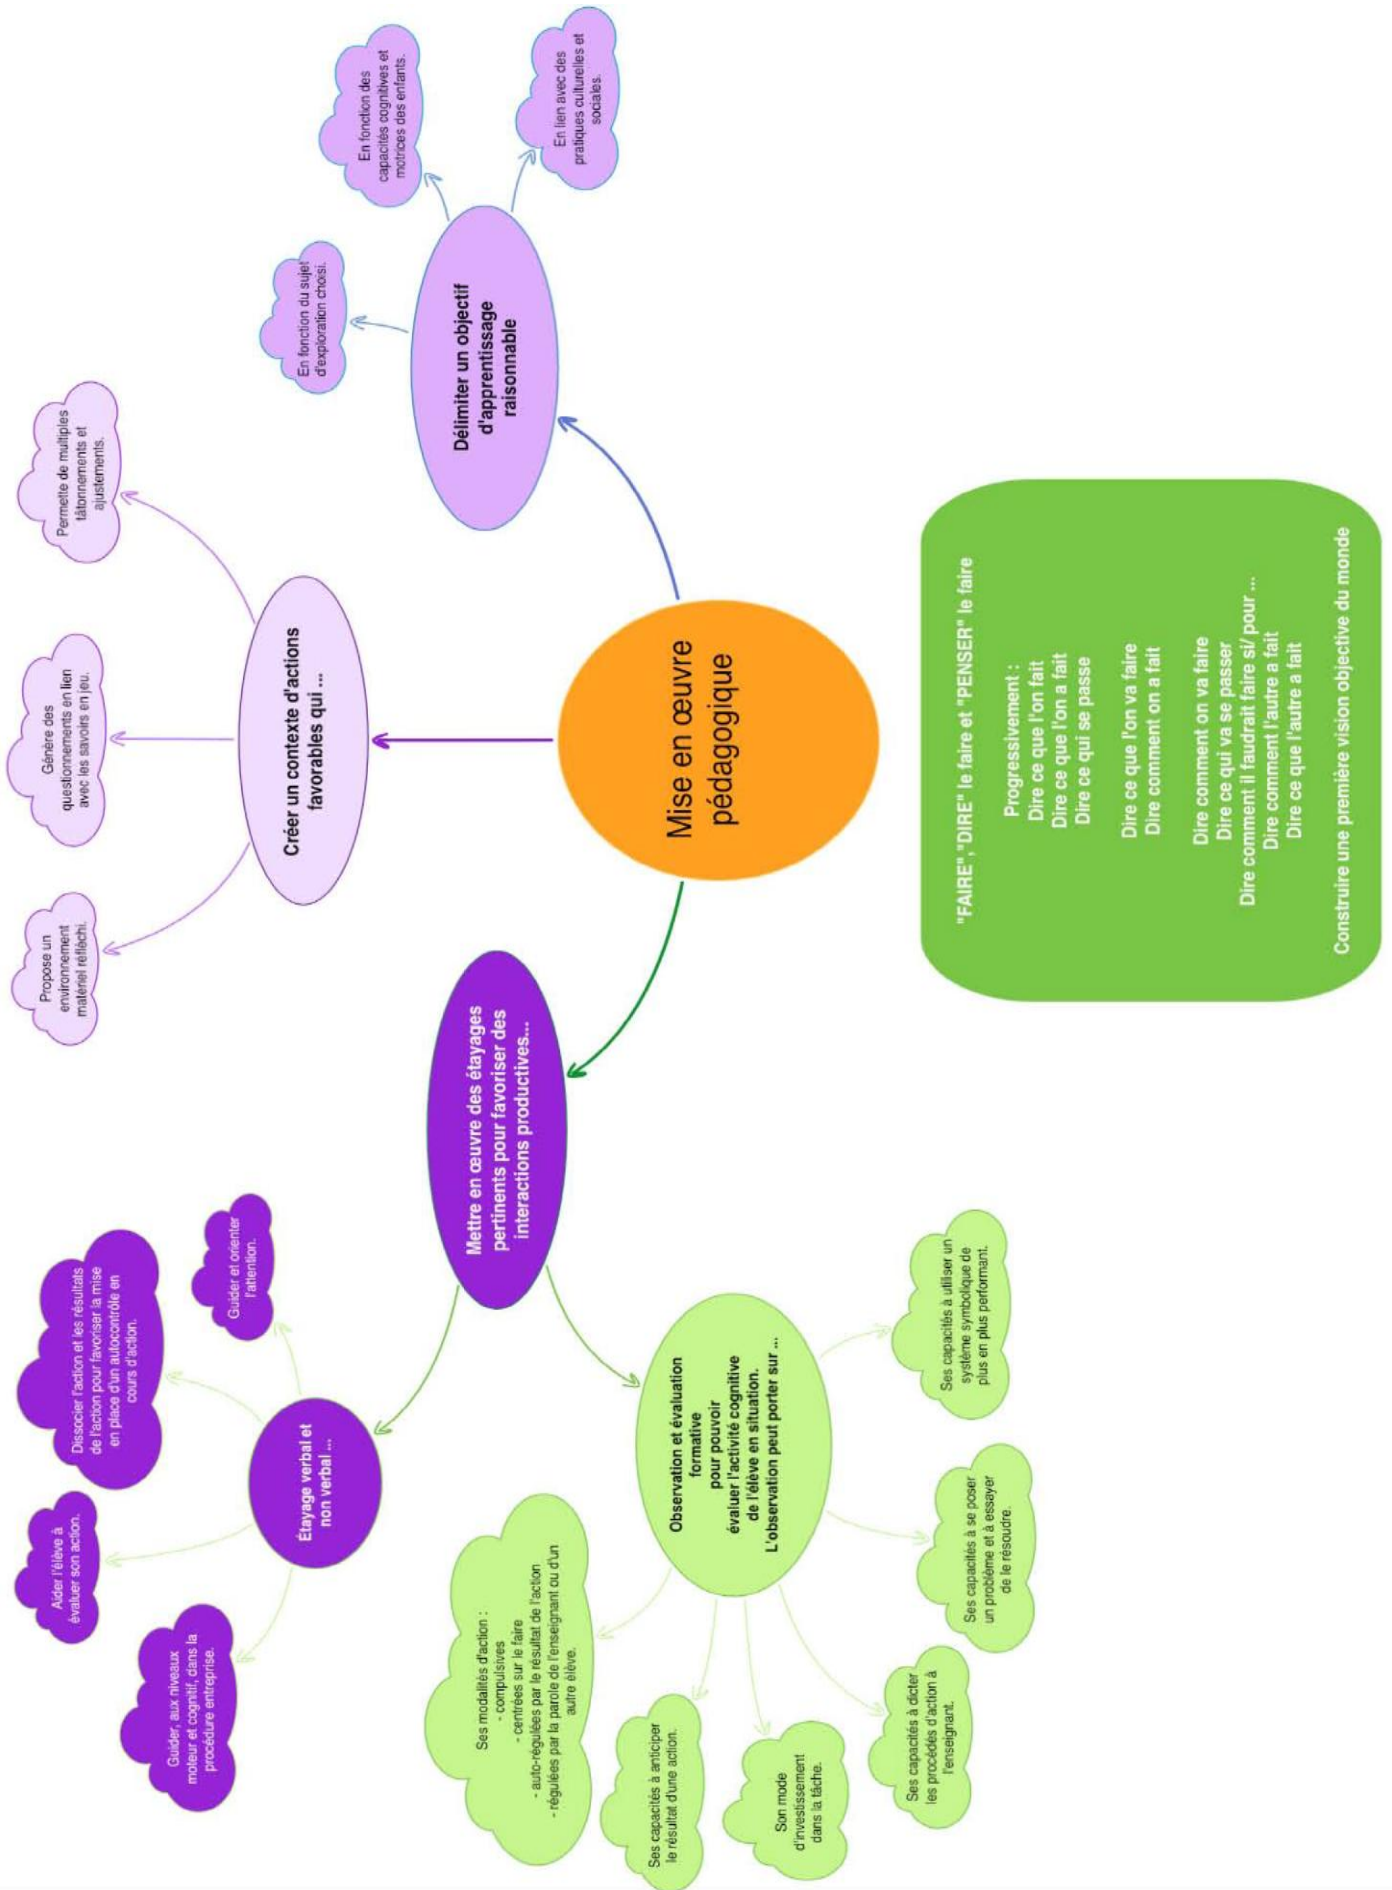 Mise en œuvre
pédagogique
Mettre en œuvre des étayages
pertinents pour favoriser des
interactions productives...
Étayage verbal et
non verbal ...
Guider, aux niveaux
moteur et cognitif, dans la
procédure entreprise.
Aider l'élève à
évaluer son action.
Dissocier l'action et les résultats
de l'action pour favoriser la mise
en place d'un autocontrôle en
cours d'action.
Guider et orienter
l'attention.
Observation et évaluation
formative
pour pouvoir
évaluer l'activité cognitive
de l'élève en situation.
L'observation peut porter sur ...
Ses modalités d'action :
- compulsives
- centrées sur le faire
- auto-régulées par le résultat de l'action
- régulées par la parole de l'enseignant ou d'un
autre élève.
Ses capacités à anticiper
le résultat d'une action.
Son mode
d'investissement
dans la tâche.
Ses capacités à dicter
les procédés d'action à
l'enseignant.
Ses capacités à se poser
un problème et à essayer
de le résoudre.
Ses capacités à utiliser un
système symbolique de
plus en plus performant.
Créer un contexte d'actions
favorables qui ...
Propose un
environnement
matériel réfléchi.
Génère des
questionnements en lien
avec les savoirs en jeu.
Permette de multiples
tâtonnements et
ajustements.
Délimiter un objectif
d'apprentissage
raisonnable
En fonction du sujet
d'exploration choisi.
En fonction des
capacités cognitives et
motrices des enfants.
En lien avec des
pratiques culturelles et
sociales.
"FAIRE","DIRE" le faire et "PENSER" le faire
Progressivement :
Dire ce que l'on fait
Dire ce que l'on a fait
Dire ce qui se passe
Dire ce que l'on va faire
Dire comment on a fait
Dire comment on va faire
Dire ce qui va se passer
Dire comment il faudrait faire si/ pour ...
Dire comment l'autre a fait
Dire ce que l'autre a fait
Construire une première vision objective du monde